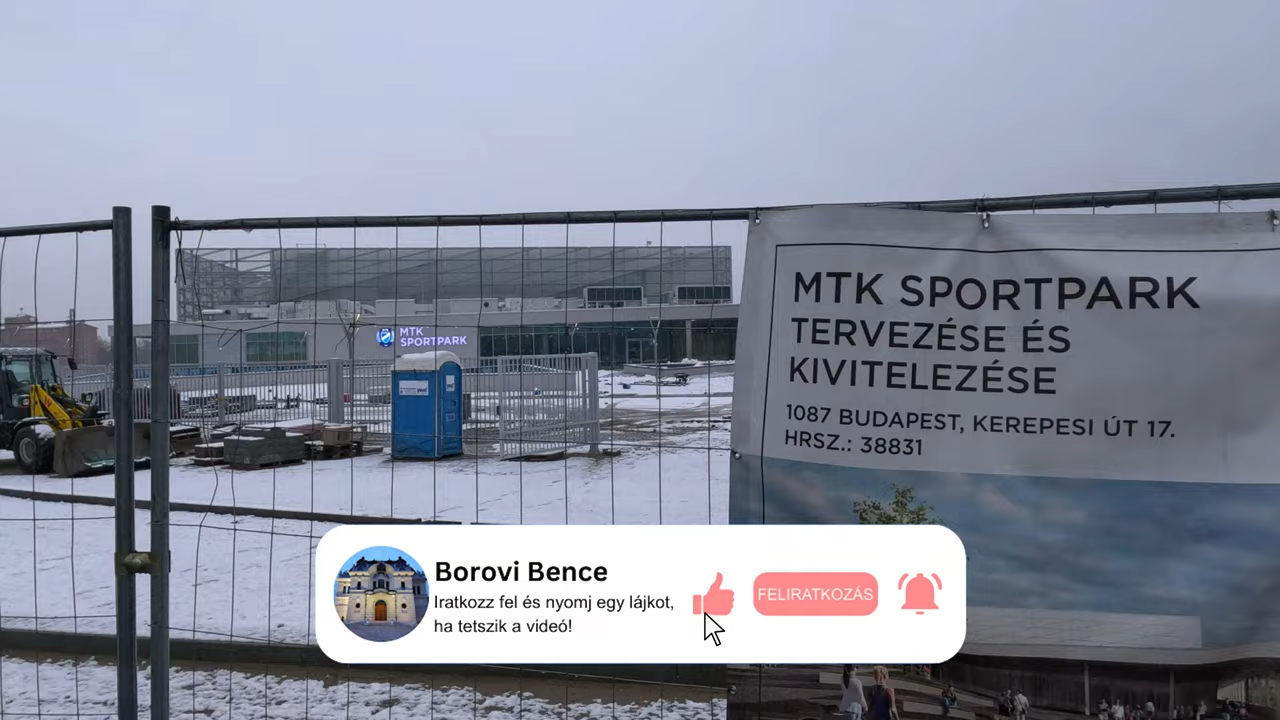 MTK
SPORTPARK
MTK SPORTPARK
TERVEZÉSE ÉS
KIVITELEZÉSE
1087 BUDAPEST, KEREPESI ÚT 17.
HRSZ.: 38831
Borovi Bence
Iratkozz fel és nyomj egy lájkot,
ha tetszik a videó!
FELIRATKOZÁS